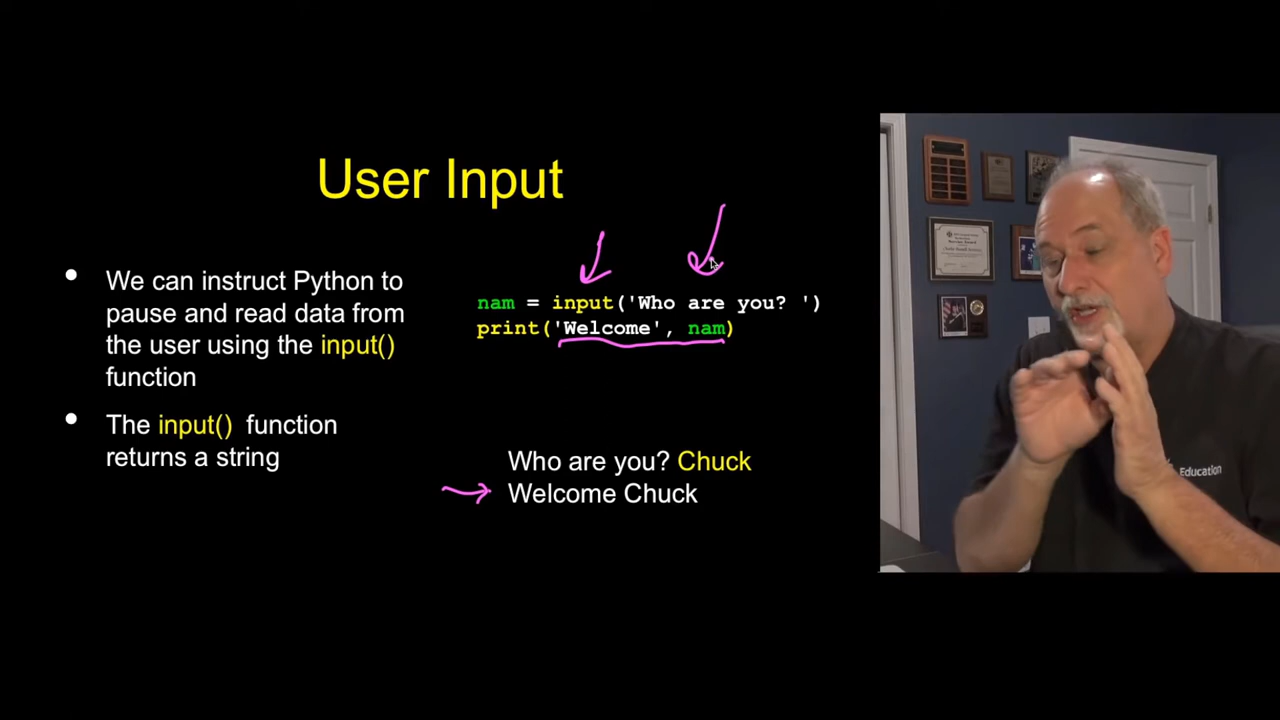 User Input
• We can instruct Python to
pause and read data from
the user using the input()
function
• The input() function
returns a string
nam = input('Who are you? ')
print('Welcome', nam)
Who are you? Chuck
Welcome Chuck
Education